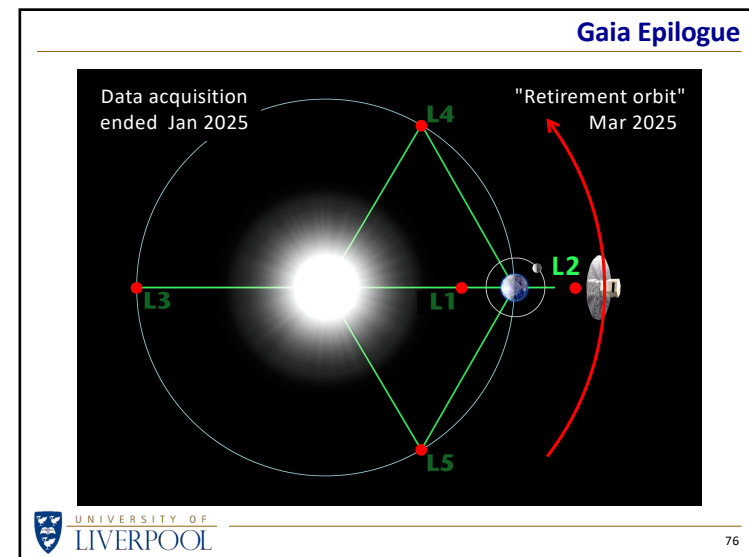 Gaia Epilogue
Data acquisition
ended Jan 2025
"Retirement orbit"
Mar 2025
L4
L2
L3
L1
L5
UNIVERSITY OF
LIVERPOOL
76